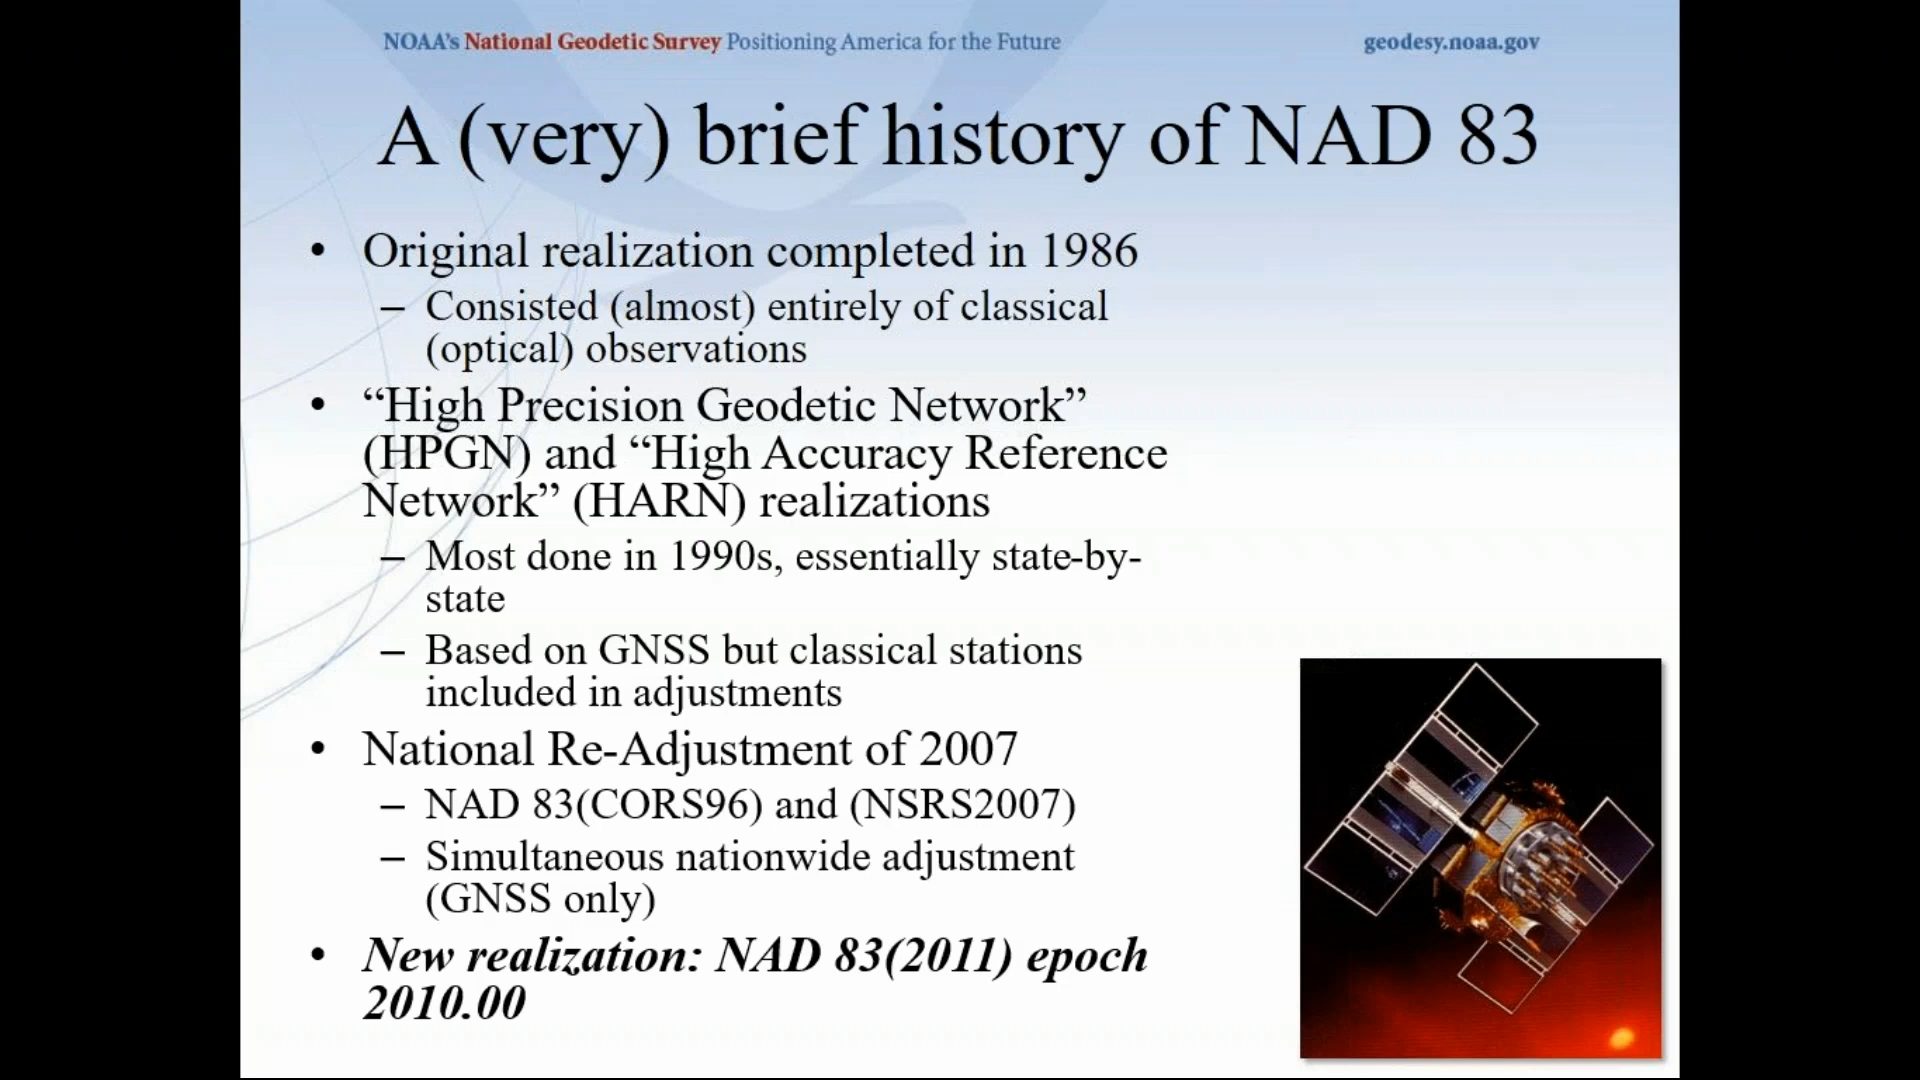 NOAA's National Geodetic Survey Positioning America for the Future
geodesy.noaa.gov
A (very) brief history of NAD 83
• Original realization completed in 1986
– Consisted (almost) entirely of classical
(optical) observations
• “High Precision Geodetic Network”
(HPGN) and “High Accuracy Reference
Network” (HARN) realizations
– Most done in 1990s, essentially state-by-
state
– Based on GNSS but classical stations
included in adjustments
• National Re-Adjustment of 2007
– NAD 83(CORS96) and (NSRS2007)
– Simultaneous nationwide adjustment
(GNSS only)
• New realization: NAD 83(2011) epoch
2010.00